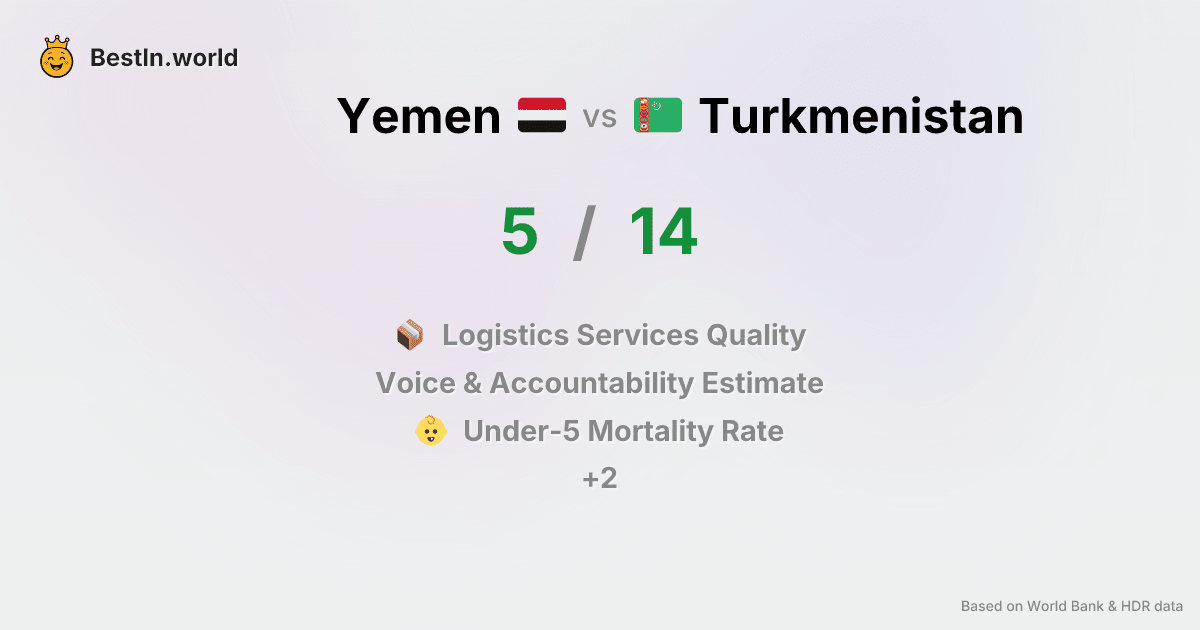 BestIn.world
Yemen vs Turkmenistan
5 / 14
Logistics Services Quality
Voice & Accountability Estimate
Under-5 Mortality Rate
+2
Based on World Bank & HDR data